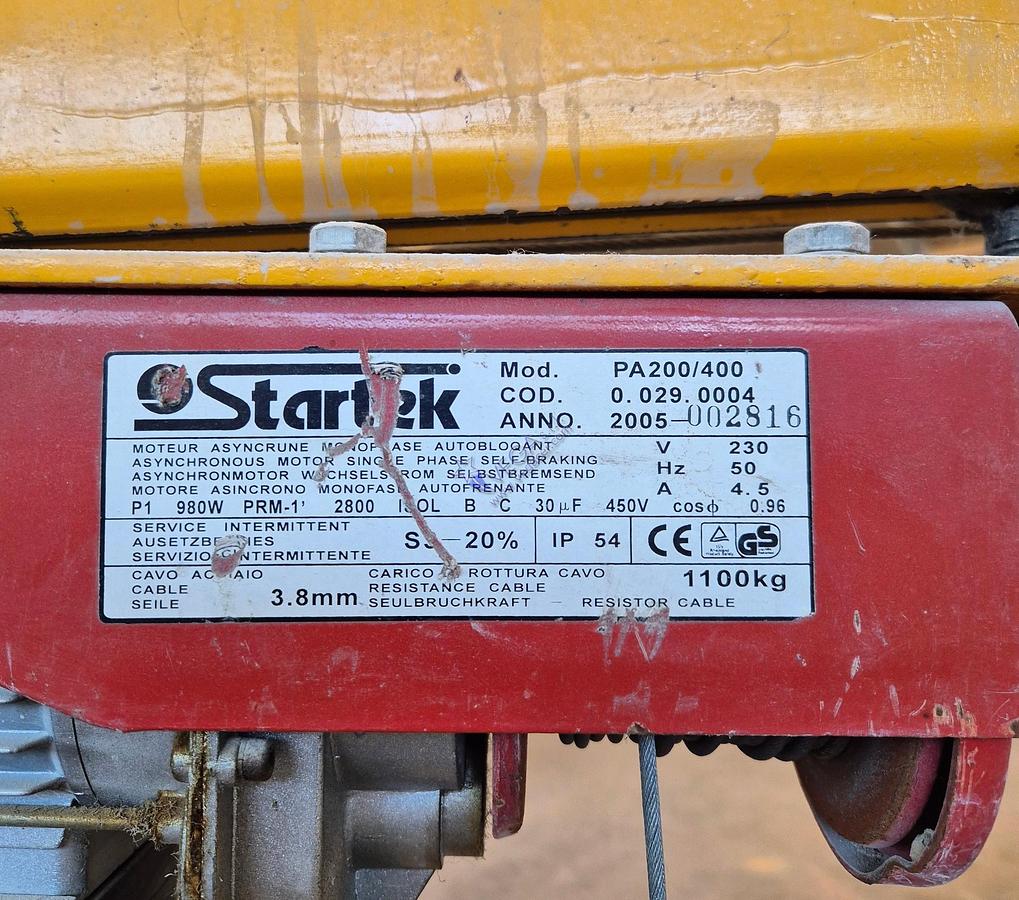 Startek
Mod. PA200/400
COD. 0.029.0004
ANNO. 2005-002816
MOTEUR ASYNCRUNE MONOPHASE AUTOBLOQANT
ASYNCHRONOUS MOTOR SINGLE PHASE SELF-BRAKING
ASYNCHRONMOTOR WECHSELSTROM SELBSTBREMSEND
MOTORE ASINCRONO MONOFASE AUTOFRENANTE
V 230
Hz 50
A 4.5
P1 980W PRM-1' 2800 ISOL B C 30µF 450V cosϕ 0.96
SERVICE INTERMITTENT
AUSETZBETRIES
SERVIZIO INTERMITTENTE
S3-20%
IP 54
CE
GS
CAVO ACCIAIO
CABLE
SEILE
3.8mm
CARICO ROTTURA CAVO
RESISTANCE CABLE
SEULBRUCHKRAFT - RESISTOR CABLE
1100kg